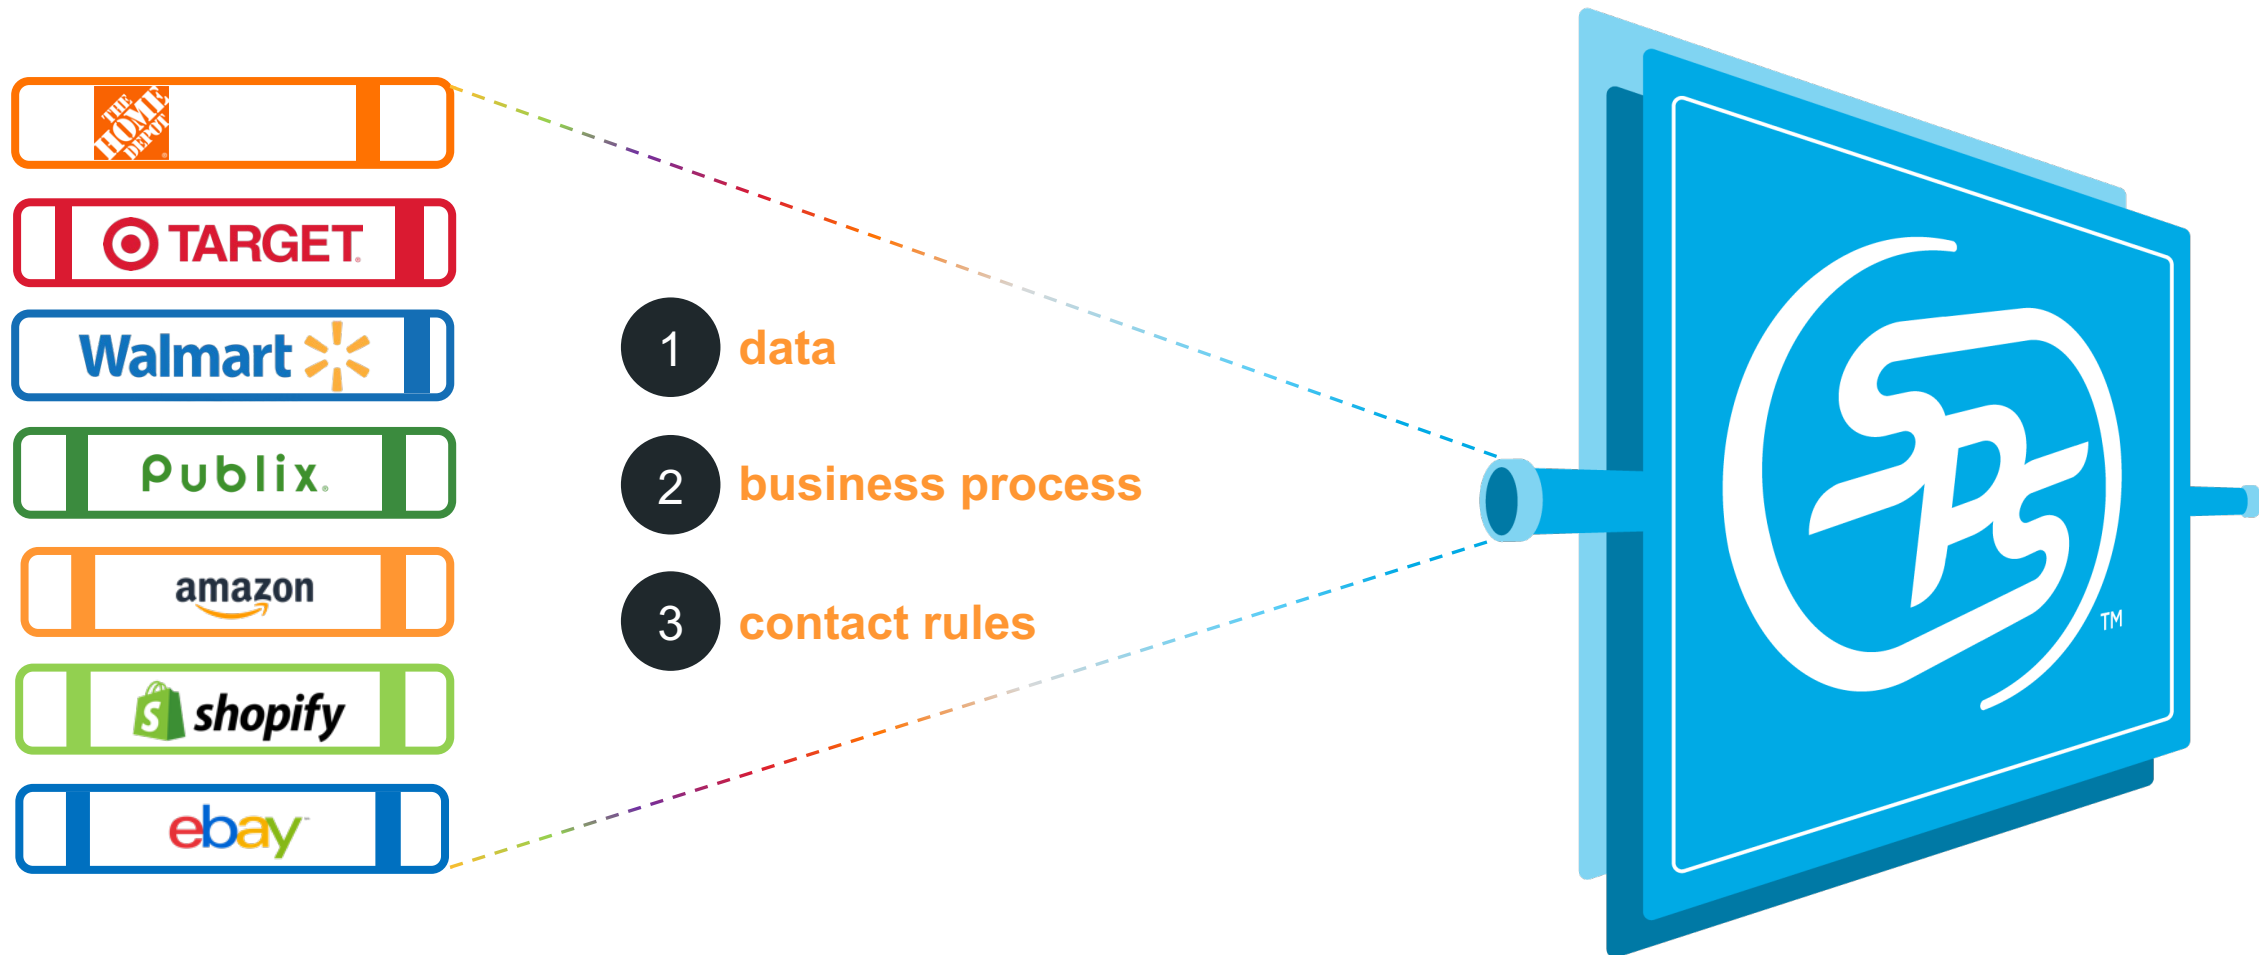 THE
HOME
DEPOT
TARGET
Walmart
Publix
amazon
shopify
ebay
1 data
2 business process
3 contact rules
SPS
TM